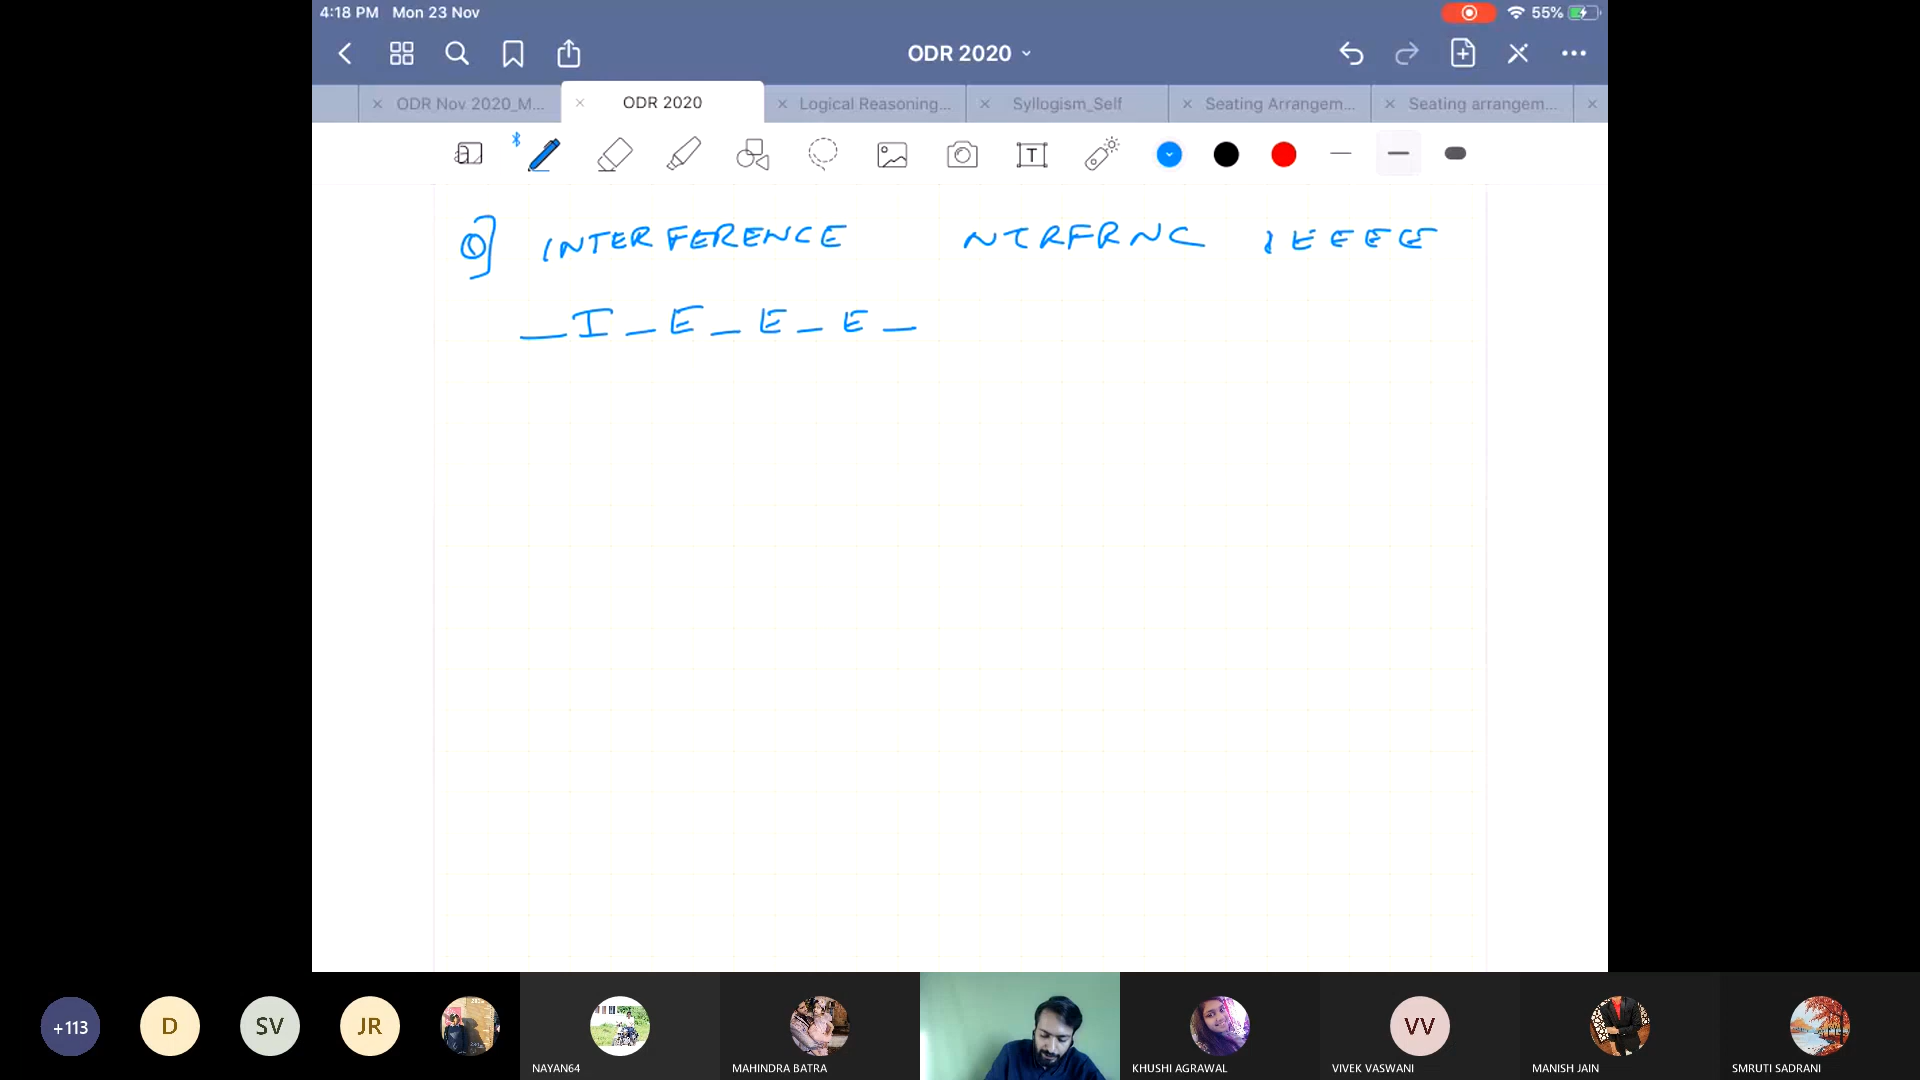 4:18 PM Mon 23 Nov
55%
ODR 2020
ODR Nov 2020_M...
ODR 2020
Logical Reasoning...
Syllogism_Self
Seating Arrangem...
Seating arrangem...
a
T
Q] INTERFERENCE NTRFRNC IEEEE
_ I _ E _ E _ E _
+113
D
SV
JR
NAYAN64
MAHINDRA BATRA
KHUSHI AGRAWAL
VV
VIVEK VASWANI
MANISH JAIN
SMRUTI SADRANI